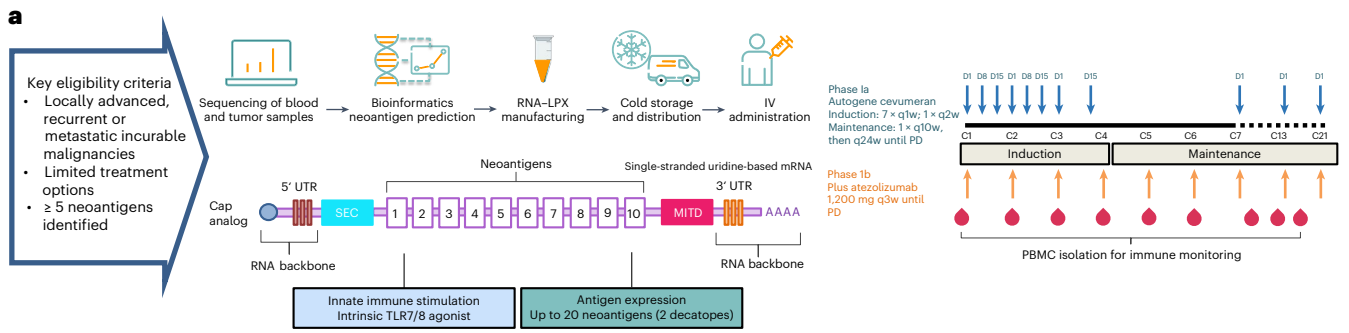 a
Key eligibility criteria
• Locally advanced,
recurrent or
metastatic incurable
malignancies
• Limited treatment
options
• ≥ 5 neoantigens
identified
Sequencing of blood
and tumor samples
Bioinformatics
neoantigen prediction
RNA–LPX
manufacturing
Cold storage
and distribution
IV
administration
Neoantigens
Single-stranded uridine-based mRNA
5′ UTR
3′ UTR
Cap
analog
SEC
1 2 3 4 5 6 7 8 9 10
MITD
AAAA
RNA backbone
RNA backbone
Innate immune stimulation
Intrinsic TLR7/8 agonist
Antigen expression
Up to 20 neoantigens (2 decatopes)
D1 D8 D15 D1 D8 D15 D1 D15 D1 D1 D1
Phase Ia
Autogene cevumeran
Induction: 7 × q1w; 1 × q2w
Maintenance: 1 × q10w,
then q24w until PD
C1 C2 C3 C4 C5 C6 C7 C13 C21
Induction Maintenance
Phase 1b
Plus atezolizumab
1,200 mg q3w until
PD
PBMC isolation for immune monitoring